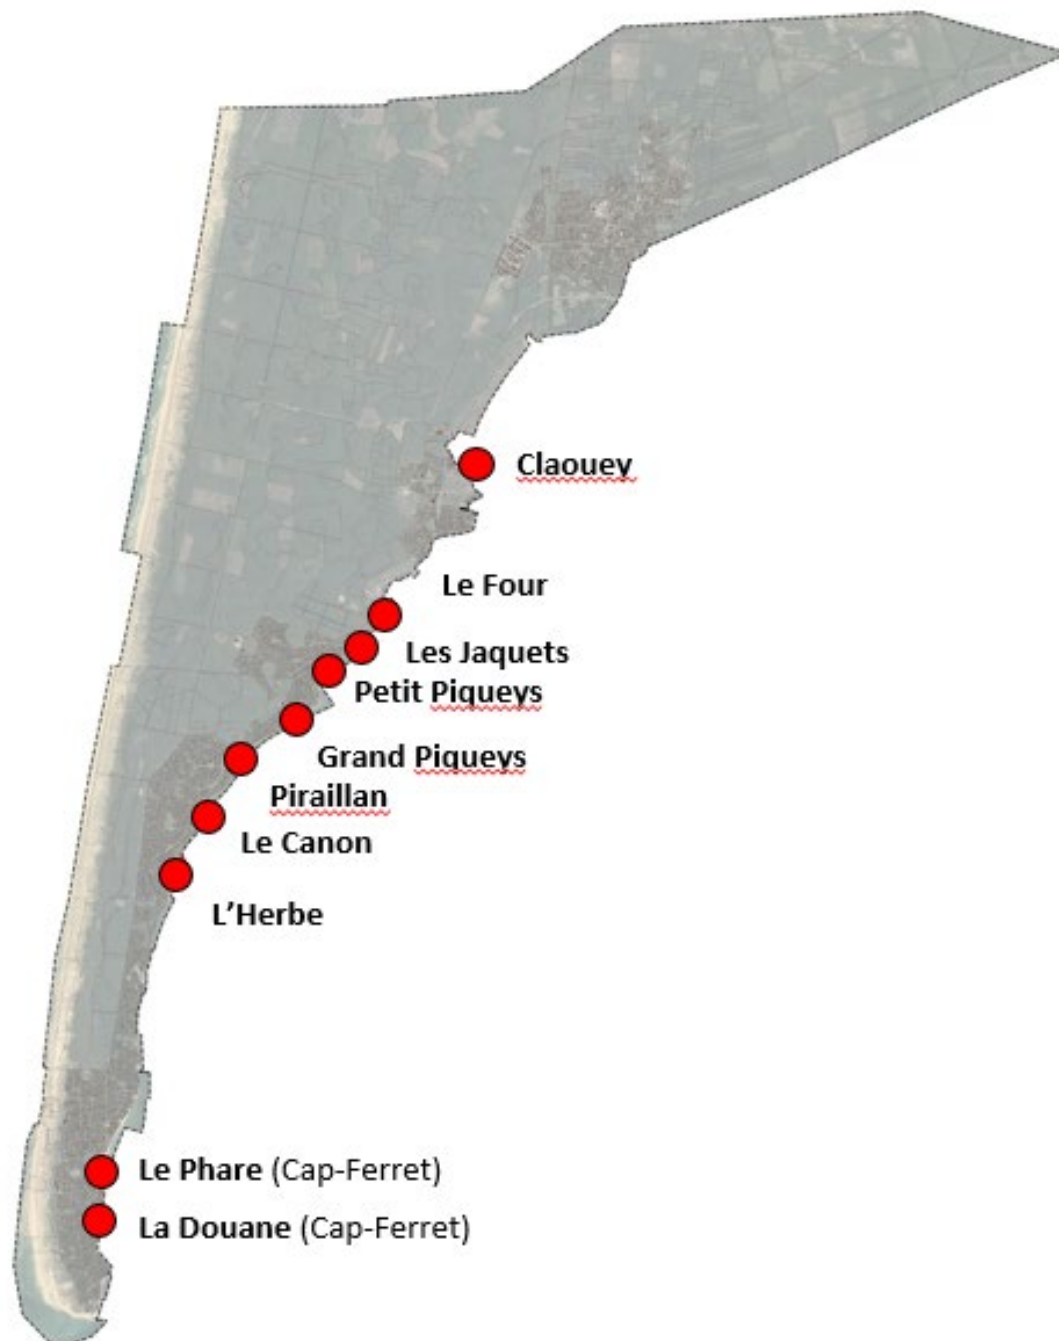 Claouey
Le Four
Les Jaquets
Petit Piqueys
Grand Piqueys
Piraillan
Le Canon
L’Herbe
Le Phare (Cap-Ferret)
La Douane (Cap-Ferret)